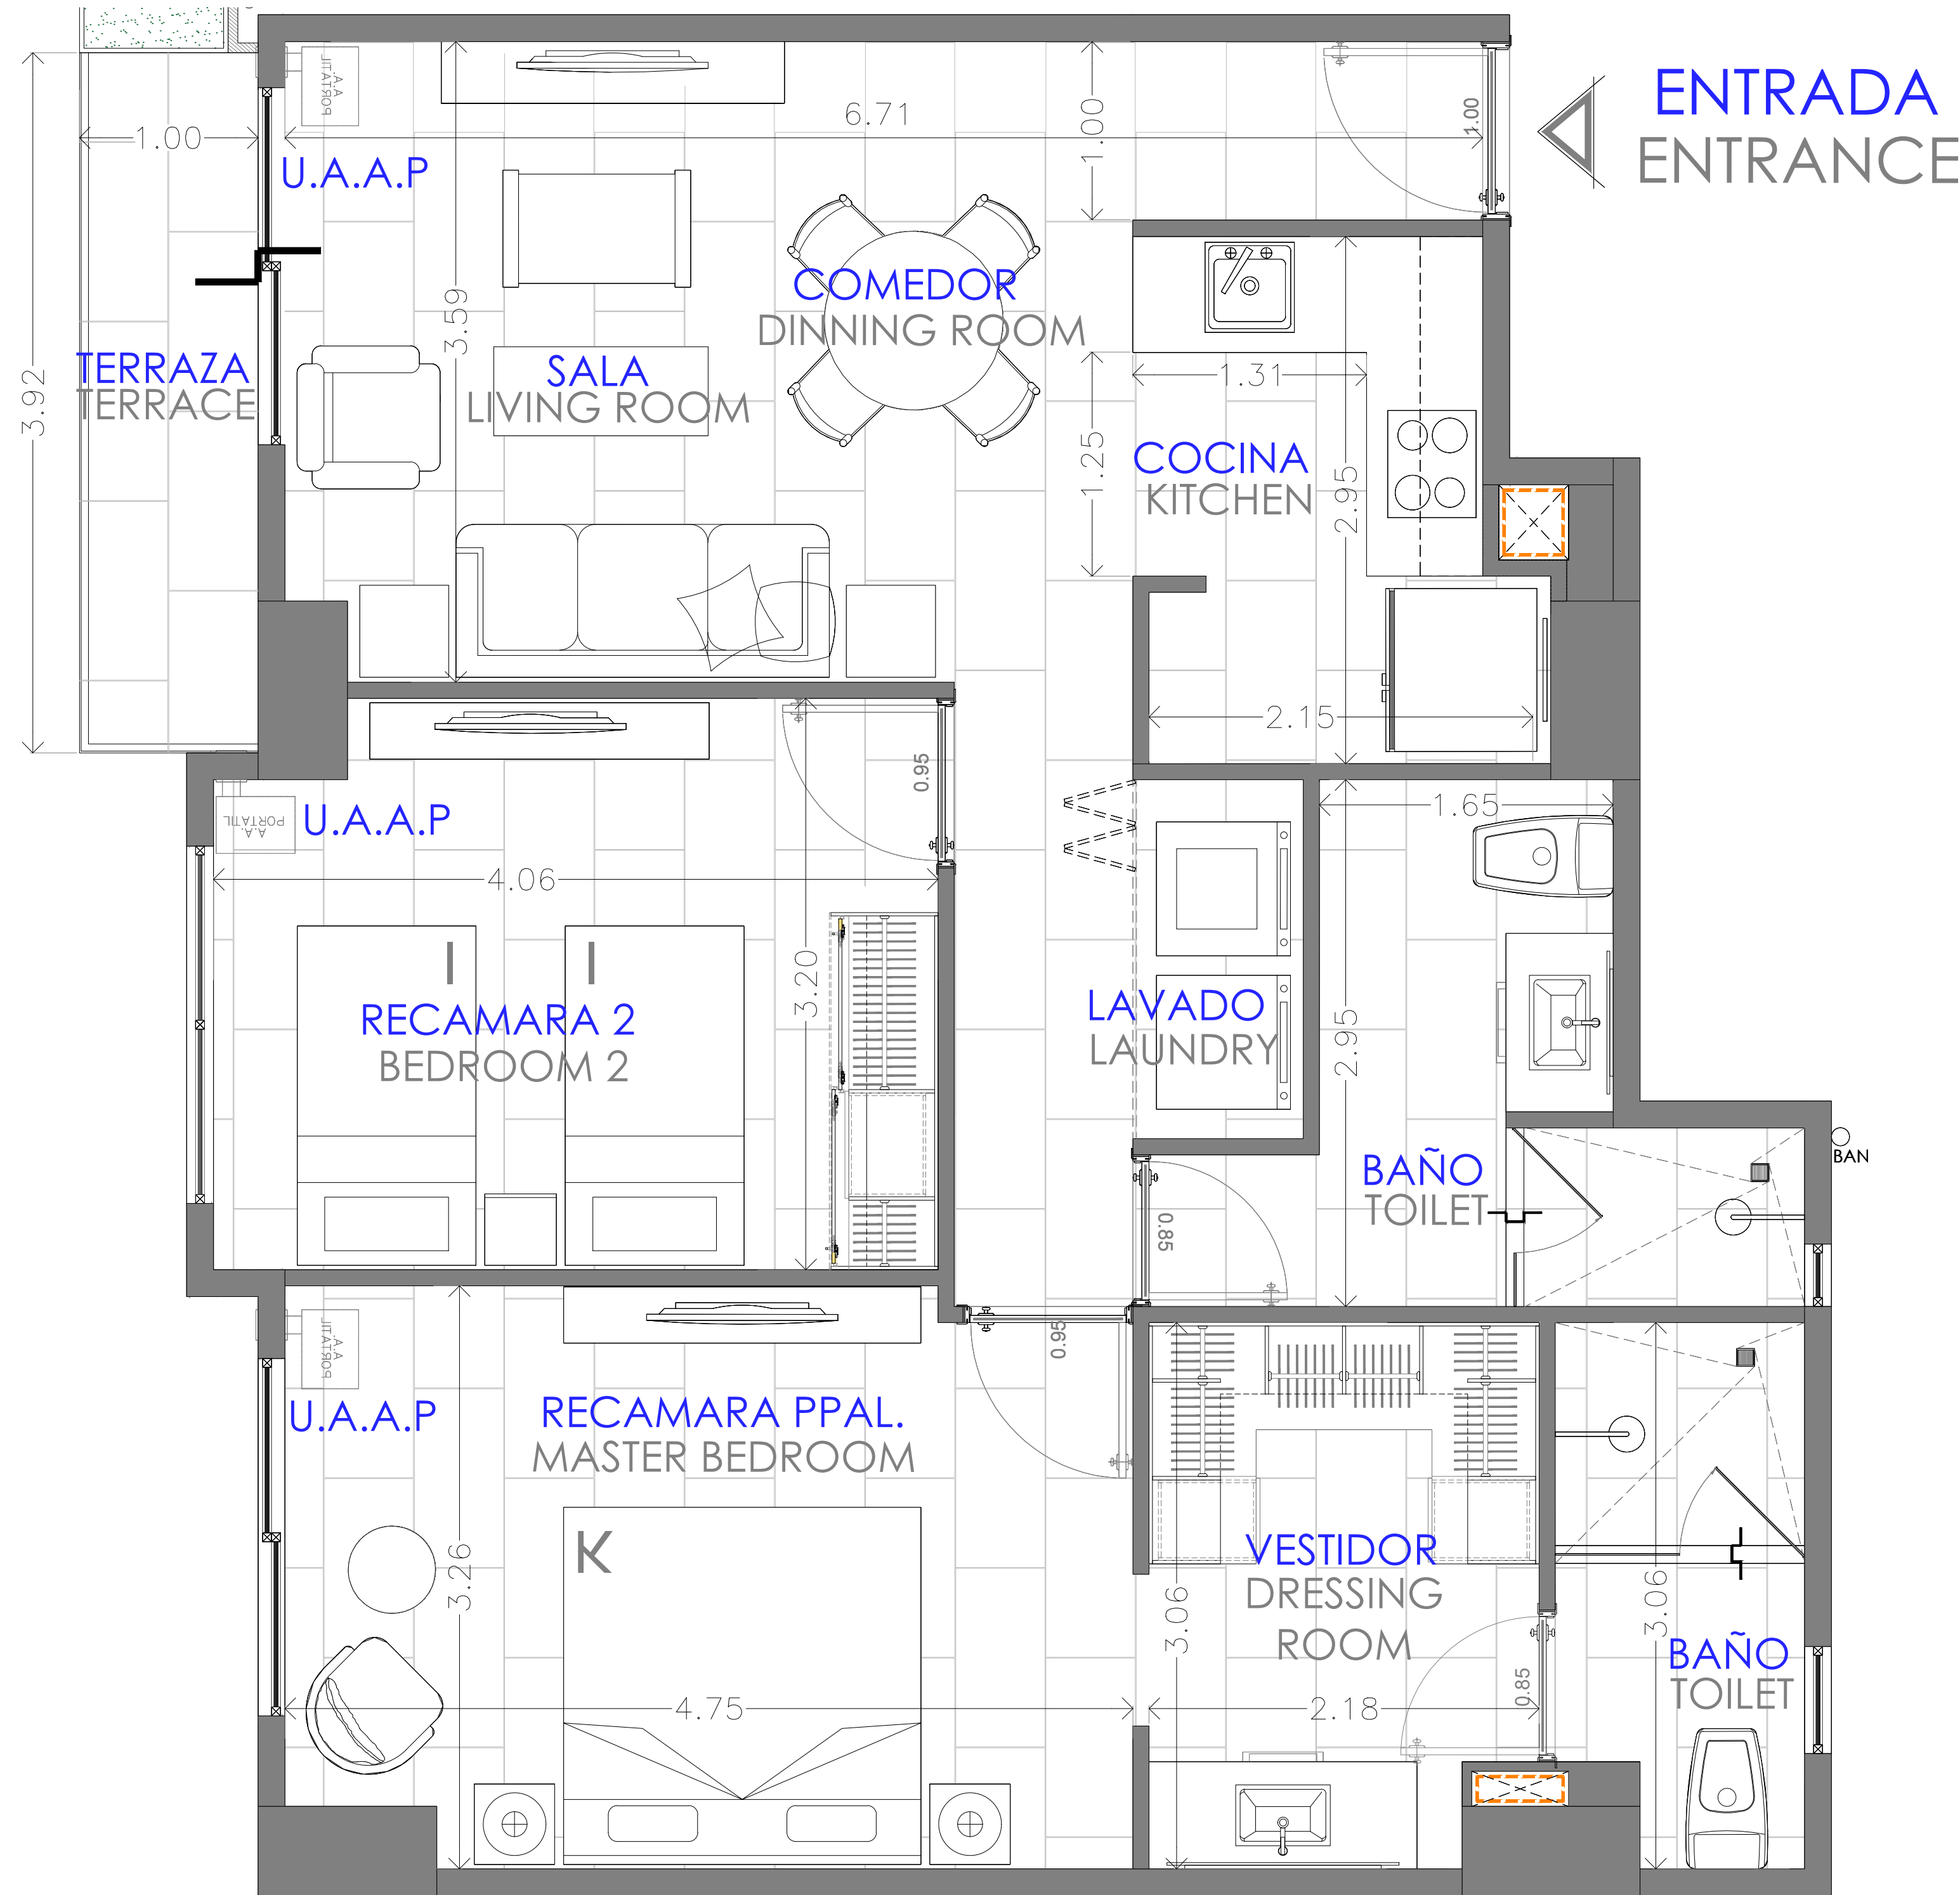 ENTRADA
ENTRANCE
A.A.
PORTATIL
1.00
6.71
1.00
1.00
U.A.A.P
COMEDOR
DINNING ROOM
3.59
3.92
TERRAZA
TERRACE
SALA
LIVING ROOM
1.31
1.25
COCINA
KITCHEN
2.95
2.15
0.95
A.A.
PORTATIL
U.A.A.P
1.65
4.06
3.20
RECAMARA 2
BEDROOM 2
I
I
LAVADO
LAUNDRY
2.95
BAÑO
TOILET
BAN
0.85
0.95
A.A.
PORTATIL
U.A.A.P
RECAMARA PPAL.
MASTER BEDROOM
K
3.26
VESTIDOR
DRESSING
ROOM
3.06
3.06
BAÑO
TOILET
0.85
4.75
2.18